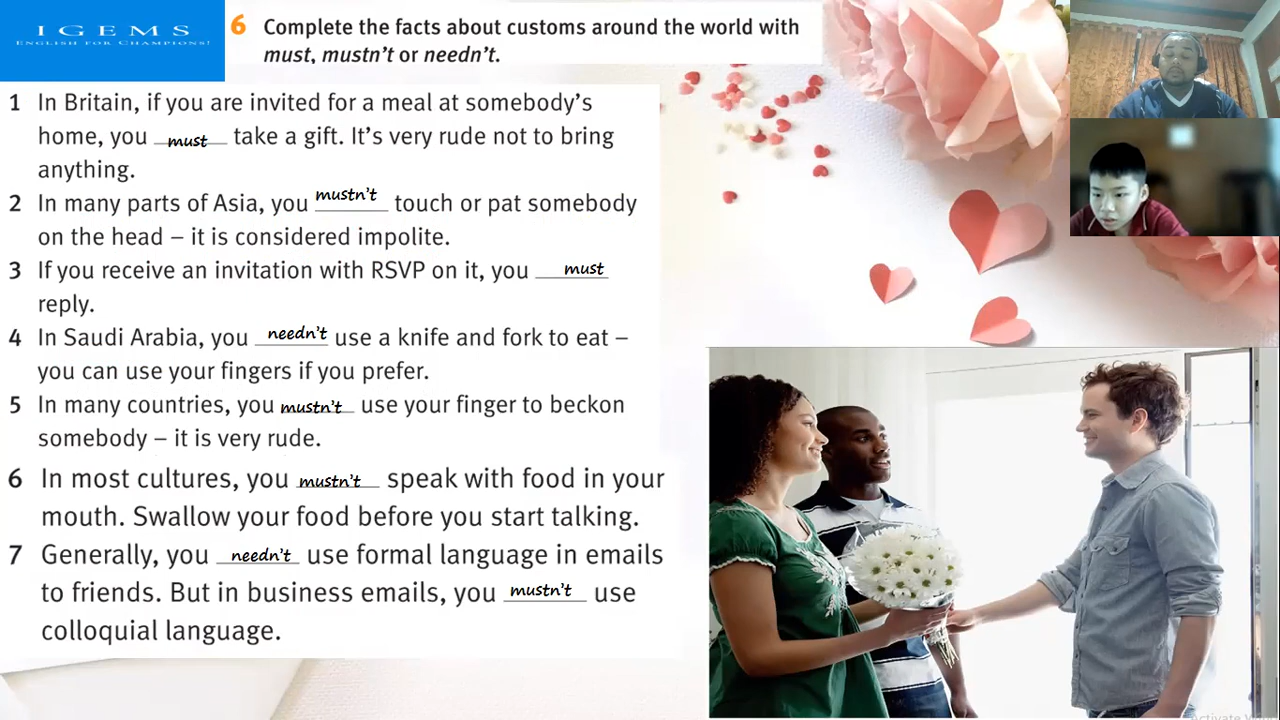 I G E M S
ENGLISH FOR CHAMPIONS!
6 Complete the facts about customs around the world with
must, mustn't or needn't.
1 In Britain, if you are invited for a meal at somebody's
home, you must take a gift. It's very rude not to bring
anything.
2 In many parts of Asia, you mustn't touch or pat somebody
on the head – it is considered impolite.
3 If you receive an invitation with RSVP on it, you must
reply.
4 In Saudi Arabia, you needn't use a knife and fork to eat –
you can use your fingers if you prefer.
5 In many countries, you mustn't use your finger to beckon
somebody – it is very rude.
6 In most cultures, you mustn't speak with food in your
mouth. Swallow your food before you start talking.
7 Generally, you needn't use formal language in emails
to friends. But in business emails, you mustn't use
colloquial language.
Activate